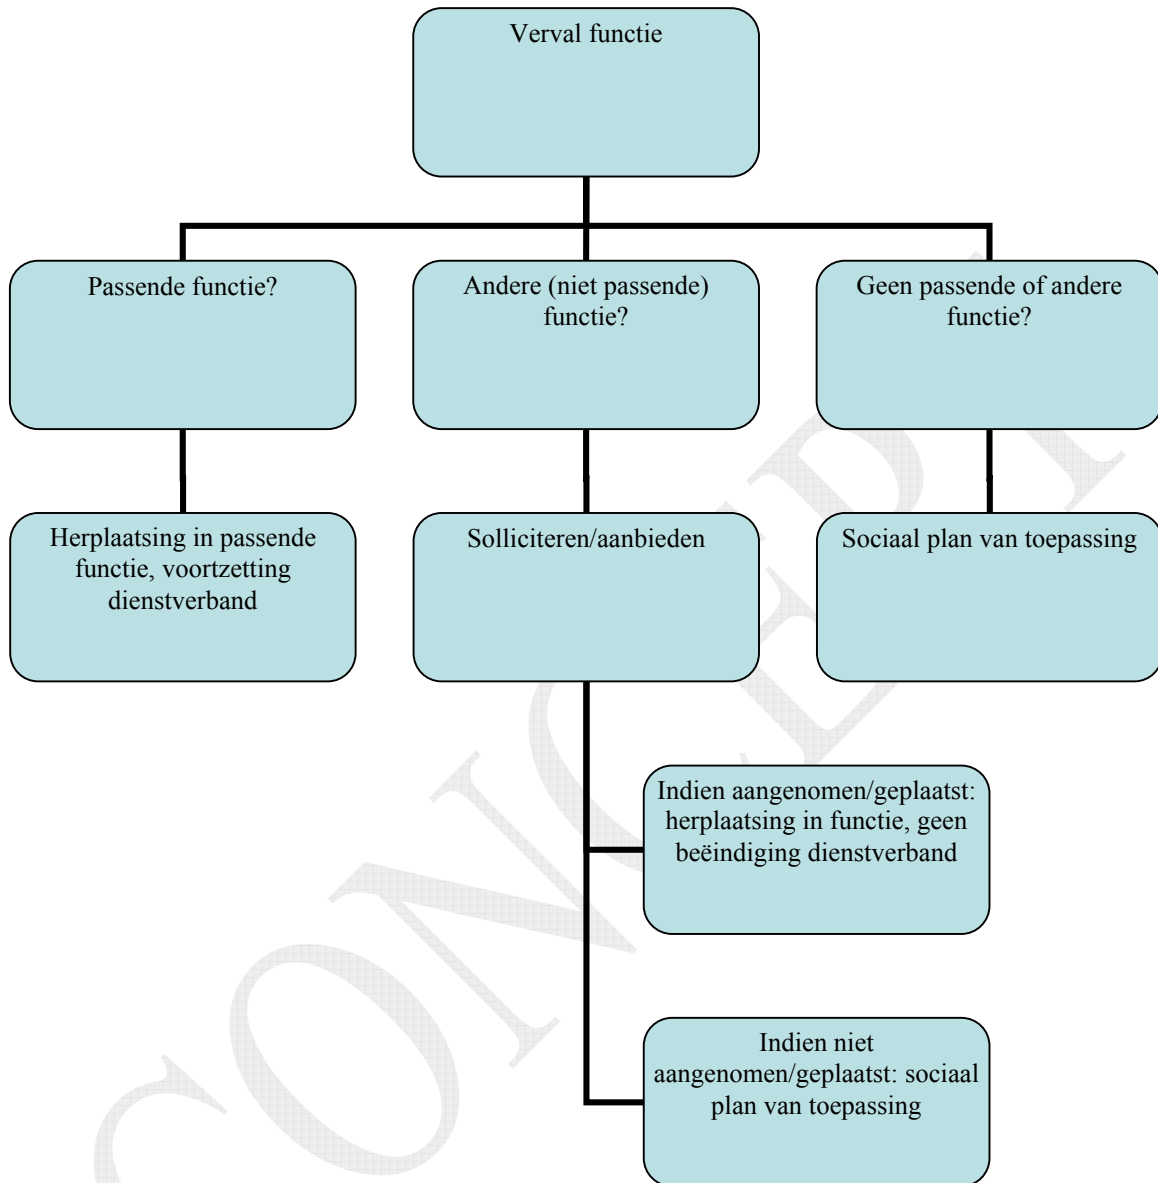 Verval functie
Passende functie?
Andere (niet passende)
functie?
Geen passende of andere
functie?
Herplaatsing in passende
functie, voortzetting
dienstverband
Solliciteren/aanbieden
Sociaal plan van toepassing
Indien aangenomen/geplaatst:
herplaatsing in functie, geen
beëindiging dienstverband
Indien niet
aangenomen/geplaatst: sociaal
plan van toepassing
CONCEPT